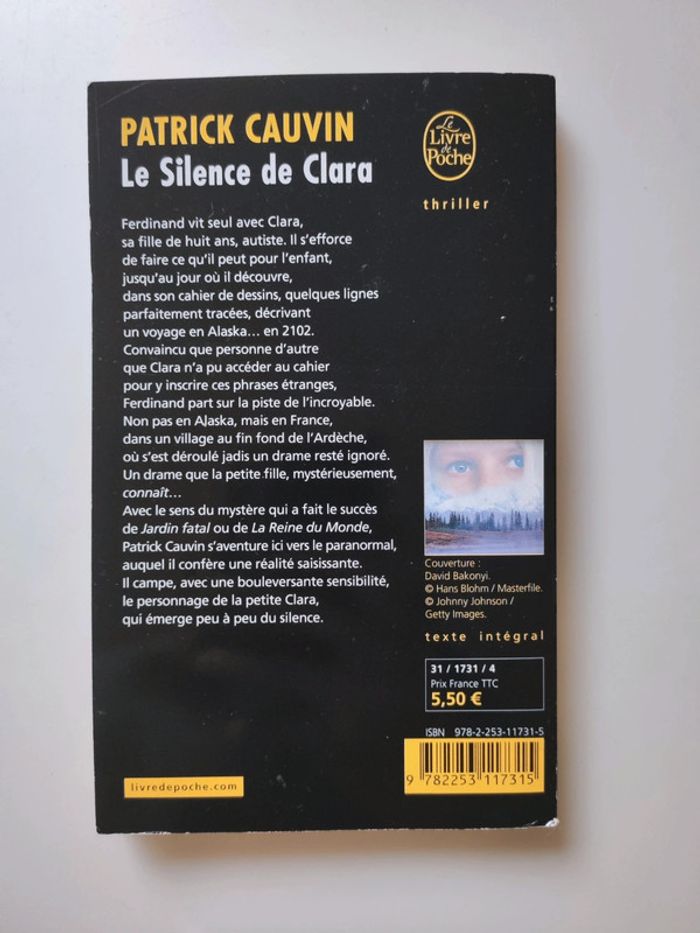 PATRICK CAUVIN
Le Silence de Clara
Le
Livre
de
Poche
thriller
Ferdinand vit seul avec Clara,
sa fille de huit ans, autiste. Il s'efforce
de faire ce qu'il peut pour l'enfant,
jusqu'au jour où il découvre,
dans son cahier de dessins, quelques lignes
parfaitement tracées, décrivant
un voyage en Alaska... en 2102.
Convaincu que personne d'autre
que Clara n'a pu accéder au cahier
pour y inscrire ces phrases étranges,
Ferdinand part sur la piste de l'incroyable.
Non pas en Alaska, mais en France,
dans un village au fin fond de l'Ardèche,
où s'est déroulé jadis un drame resté ignoré.
Un drame que la petite fille, mystérieusement,
connaît...
Avec le sens du mystère qui a fait le succès
de Jardin fatal ou de La Reine du Monde,
Patrick Cauvin s'aventure ici vers le paranormal,
auquel il confère une réalité saisissante.
Il campe, avec une bouleversante sensibilité,
le personnage de la petite Clara,
qui émerge peu à peu du silence.
Couverture :
David Bakonyi.
© Hans Blohm / Masterfile.
© Johnny Johnson /
Getty Images.
texte intégral
31 / 1731 / 4
Prix France TTC
5,50 €
ISBN 978-2-253-11731-5
9 782253 117315
livredepoche.com